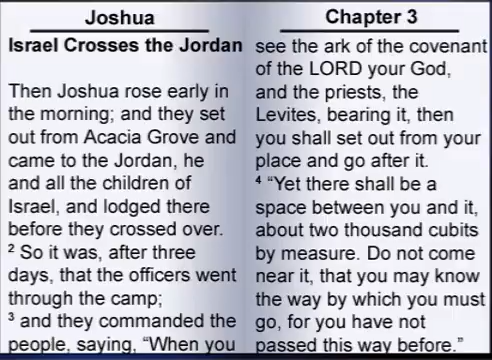 Joshua
Israel Crosses the Jordan
Then Joshua rose early in
the morning; and they set
out from Acacia Grove and
came to the Jordan, he
and all the children of
Israel, and lodged there
before they crossed over.
² So it was, after three
days, that the officers went
through the camp;
³ and they commanded the
people, saying, “When you
Chapter 3
see the ark of the covenant
of the LORD your God,
and the priests, the
Levites, bearing it, then
you shall set out from your
place and go after it.
⁴ “Yet there shall be a
space between you and it,
about two thousand cubits
by measure. Do not come
near it, that you may know
the way by which you must
go, for you have not
passed this way before.”